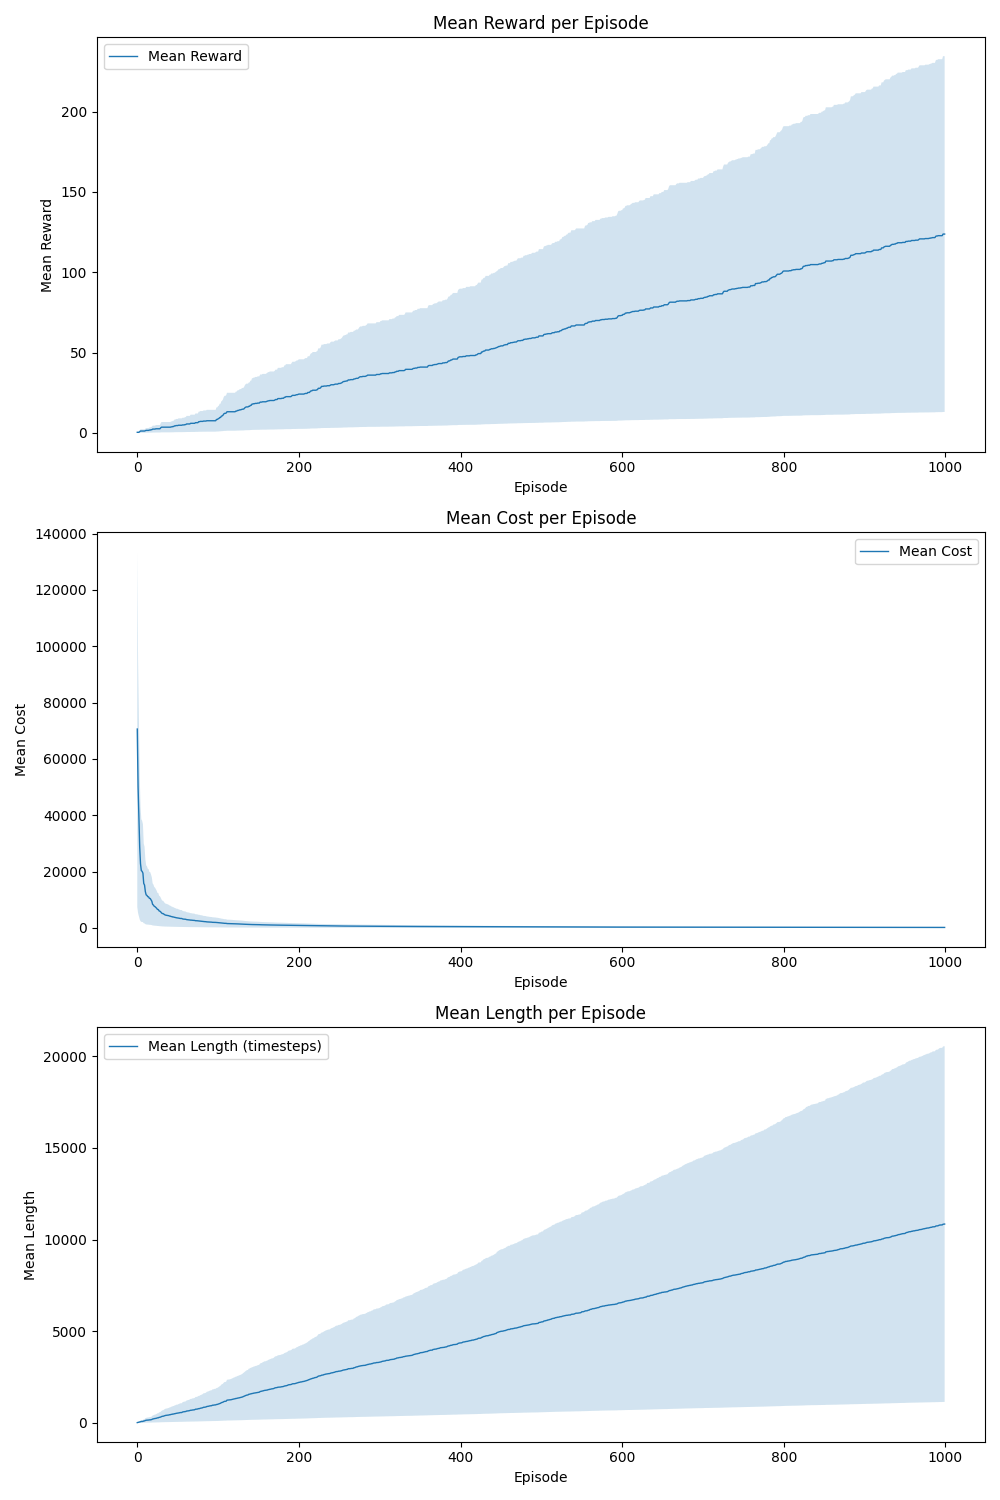 Mean Reward per Episode
Mean Reward
200
150
100
50
0
Mean Reward
0 200 400 600 800 1000
Episode
Mean Cost per Episode
Mean Cost
140000
120000
100000
80000
60000
40000
20000
0
Mean Cost
0 200 400 600 800 1000
Episode
Mean Length per Episode
Mean Length (timesteps)
20000
15000
10000
5000
0
Mean Length
0 200 400 600 800 1000
Episode